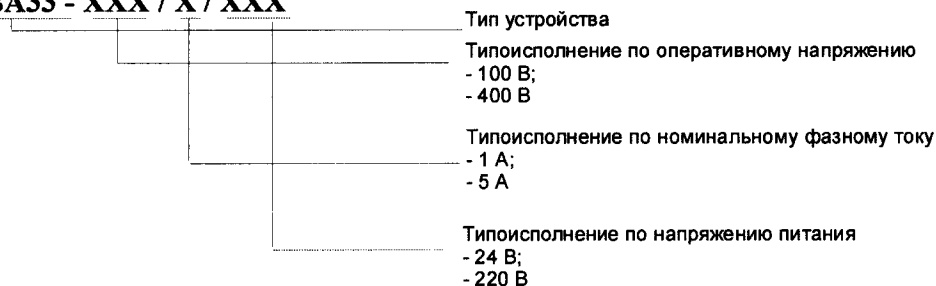 - XXX / X / XXX
Тип устройства
Типоисполнение по оперативному напряжению
- 100 В;
- 400 В
Типоисполнение по номинальному фазному току
- 1 А;
- 5 А
Типоисполнение по напряжению питания
- 24 В;
- 220 В